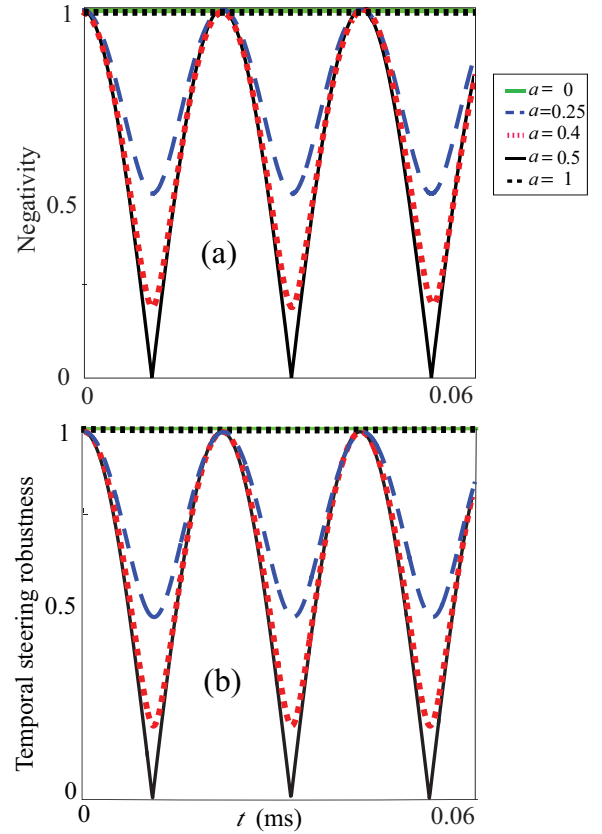 1
Negativity
0.5
(a)
0
0
0.06
a = 0
a=0.25
a= 0.4
a= 0.5
a= 1
1
Temporal steering robustness
0.5
(b)
0
0
t (ms)
0.06